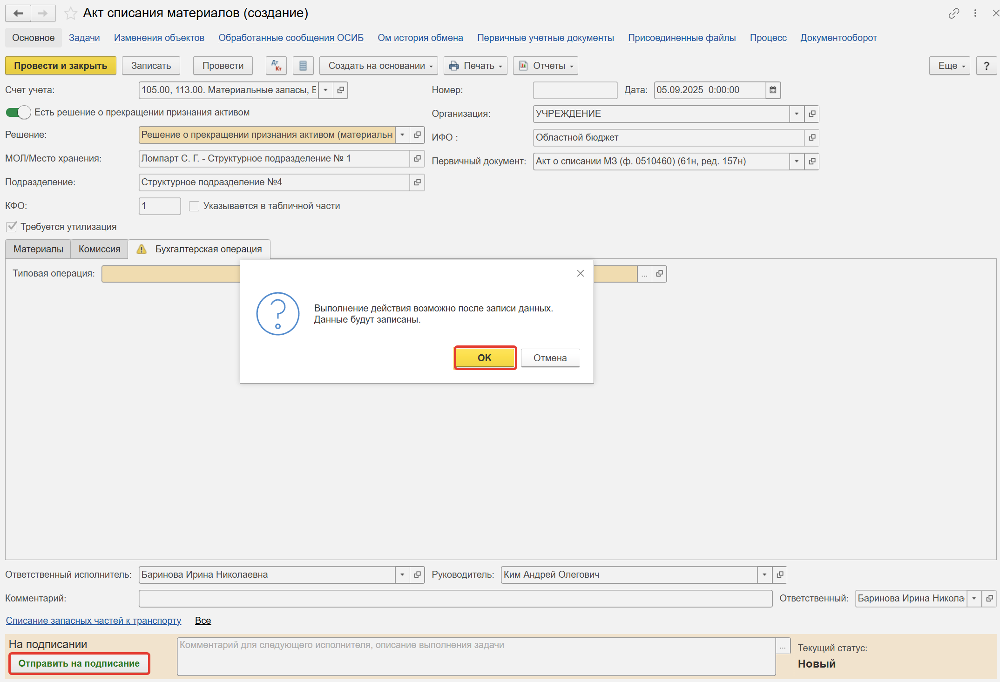 Акт списания материалов (создание)
Основное Задачи Изменения объектов Обработанные сообщения ОСИБ Ом история обмена Первичные учетные документы Присоединенные файлы Процесс Документооборот
Провести и закрыть Записать Провести Дт Кт Создать на основании Печать Отчеты Еще ?
Счет учета: 105.00, 113.00. Материальные запасы, Номер: Дата: 05.09.2025 0:00:00
Есть решение о прекращении признания активом
Организация: УЧРЕЖДЕНИЕ
Решение: Решение о прекращении признания активом (материальн
ИФО : Областной бюджет
МОЛ/Место хранения: Ломпарт С. Г. - Структурное подразделение № 1
Первичный документ: Акт о списании МЗ (ф. 0510460) (61н, ред. 157н)
Подразделение: Структурное подразделение №4
КФО: 1 Указывается в табличной части
Требуется утилизация
Материалы Комиссия Бухгалтерская операция
Типовая операция: ...
Выполнение действия возможно после записи данных.
Данные будут записаны.
OK Отмена
Ответственный исполнитель: Баринова Ирина Николаевна Руководитель: Ким Андрей Олегович
Комментарий: Ответственный: Баринова Ирина Никола
Списание запасных частей к транспорту Все
На подписании
Комментарий для следующего исполнителя, описание выполнения задачи ...
Текущий статус:
Отправить на подписание
Новый